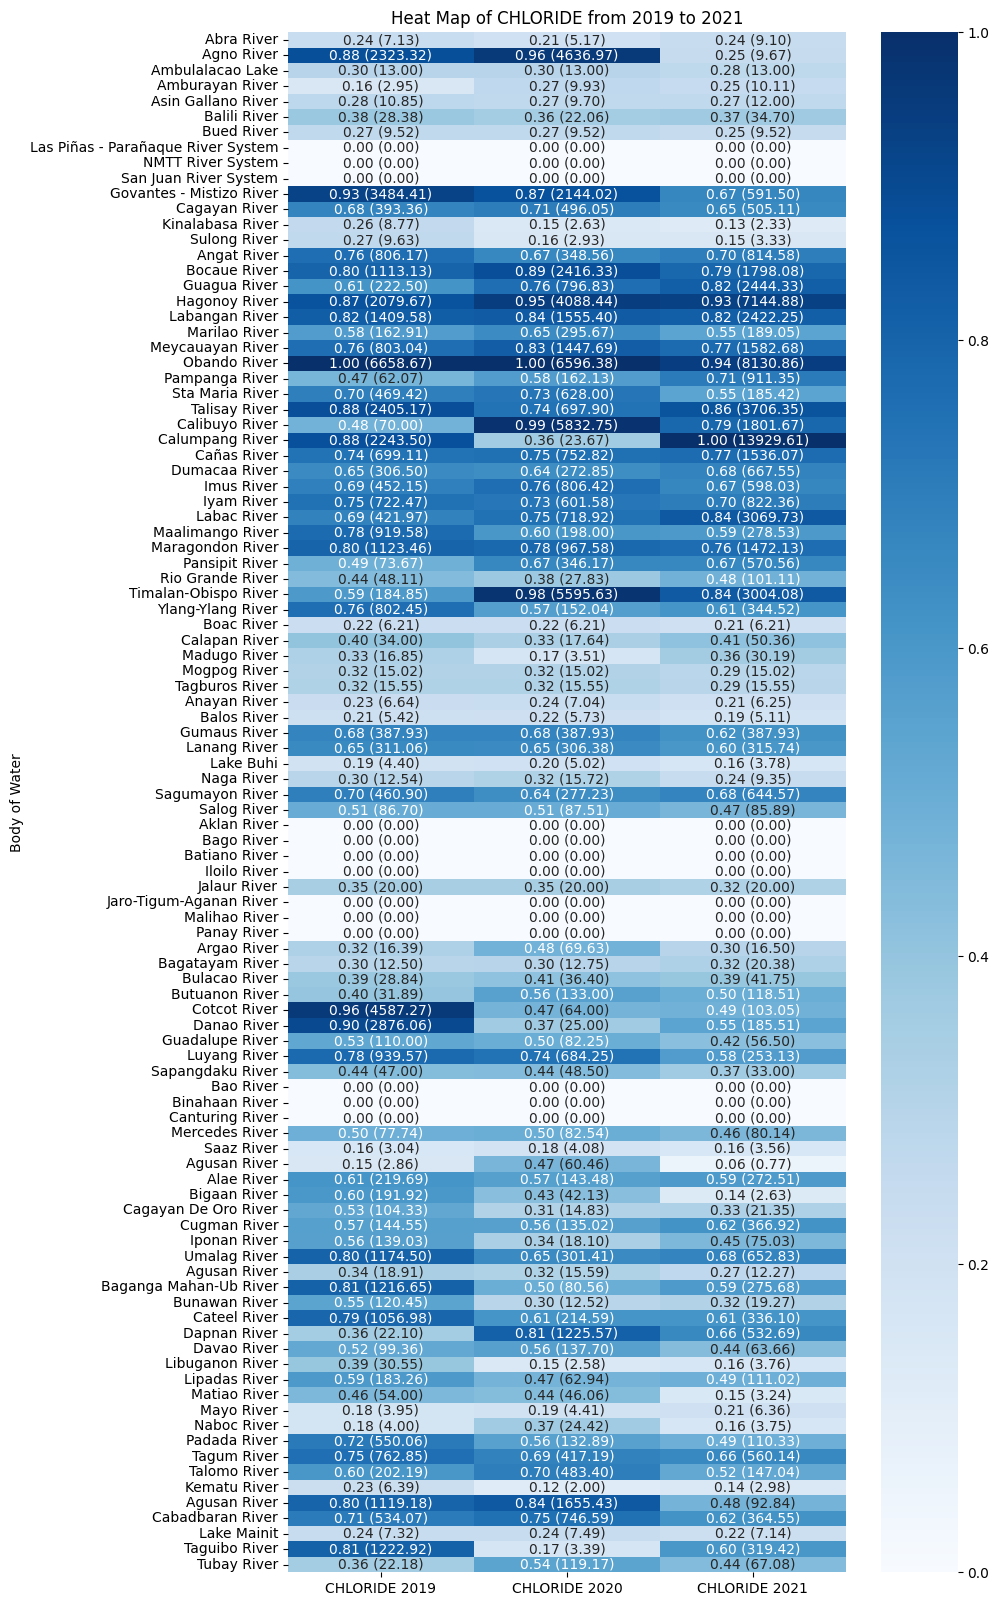 Heat Map of CHLORIDE from 2019 to 2021
Abra River 0.24 (7.13) 0.21 (5.17) 0.24 (9.10)
Agno River 0.88 (2323.32) 0.96 (4636.97) 0.25 (9.67)
Ambulalacao Lake 0.30 (13.00) 0.30 (13.00) 0.28 (13.00)
Amburayan River 0.16 (2.95) 0.27 (9.93) 0.25 (10.11)
Asin Gallano River 0.28 (10.85) 0.27 (9.70) 0.27 (12.00)
Balili River 0.38 (28.38) 0.36 (22.06) 0.37 (34.70)
Bued River 0.27 (9.52) 0.27 (9.52) 0.25 (9.52)
Las Piñas - Parañaque River System 0.00 (0.00) 0.00 (0.00) 0.00 (0.00)
NMTT River System 0.00 (0.00) 0.00 (0.00) 0.00 (0.00)
San Juan River System 0.00 (0.00) 0.00 (0.00) 0.00 (0.00)
Govantes - Mistizo River 0.93 (3484.41) 0.87 (2144.02) 0.67 (591.50)
Cagayan River 0.68 (393.36) 0.71 (496.05) 0.65 (505.11)
Kinalabasa River 0.26 (8.77) 0.15 (2.63) 0.13 (2.33)
Sulong River 0.27 (9.63) 0.16 (2.93) 0.15 (3.33)
Angat River 0.76 (806.17) 0.67 (348.56) 0.70 (814.58)
Bocaue River 0.80 (1113.13) 0.89 (2416.33) 0.79 (1798.08)
Guagua River 0.61 (222.50) 0.76 (796.83) 0.82 (2444.33)
Hagonoy River 0.87 (2079.67) 0.95 (4088.44) 0.93 (7144.88)
Labangan River 0.82 (1409.58) 0.84 (1555.40) 0.82 (2422.25)
Marilao River 0.58 (162.91) 0.65 (295.67) 0.55 (189.05)
Meycauayan River 0.76 (803.04) 0.83 (1447.69) 0.77 (1582.68)
Obando River 1.00 (6658.67) 1.00 (6596.38) 0.94 (8130.86)
Pampanga River 0.47 (62.07) 0.58 (162.13) 0.71 (911.35)
Sta Maria River 0.70 (469.42) 0.73 (628.00) 0.55 (185.42)
Talisay River 0.88 (2405.17) 0.74 (697.90) 0.86 (3706.35)
Calibuyo River 0.48 (70.00) 0.99 (5832.75) 0.79 (1801.67)
Calumpang River 0.88 (2243.50) 0.36 (23.67) 1.00 (13929.61)
Cañas River 0.74 (699.11) 0.75 (752.82) 0.77 (1536.07)
Dumacaa River 0.65 (306.50) 0.64 (272.85) 0.68 (667.55)
Imus River 0.69 (452.15) 0.76 (806.42) 0.67 (598.03)
Iyam River 0.75 (722.47) 0.73 (601.58) 0.70 (822.36)
Labac River 0.69 (421.97) 0.75 (718.92) 0.84 (3069.73)
Maalimango River 0.78 (919.58) 0.60 (198.00) 0.59 (278.53)
Maragondon River 0.80 (1123.46) 0.78 (967.58) 0.76 (1472.13)
Pansipit River 0.49 (73.67) 0.67 (346.17) 0.67 (570.56)
Rio Grande River 0.44 (48.11) 0.38 (27.83) 0.48 (101.11)
Timalan-Obispo River 0.59 (184.85) 0.98 (5595.63) 0.84 (3004.08)
Ylang-Ylang River 0.76 (802.45) 0.57 (152.04) 0.61 (344.52)
Boac River 0.22 (6.21) 0.22 (6.21) 0.21 (6.21)
Calapan River 0.40 (34.00) 0.33 (17.64) 0.41 (50.36)
Madugo River 0.33 (16.85) 0.17 (3.51) 0.36 (30.19)
Mogpog River 0.32 (15.02) 0.32 (15.02) 0.29 (15.02)
Tagburos River 0.32 (15.55) 0.32 (15.55) 0.29 (15.55)
Anayan River 0.23 (6.64) 0.24 (7.04) 0.21 (6.25)
Balos River 0.21 (5.42) 0.22 (5.73) 0.19 (5.11)
Gumaus River 0.68 (387.93) 0.68 (387.93) 0.62 (387.93)
Lanang River 0.65 (311.06) 0.65 (306.38) 0.60 (315.74)
Lake Buhi 0.19 (4.40) 0.20 (5.02) 0.16 (3.78)
Naga River 0.30 (12.54) 0.32 (15.72) 0.24 (9.35)
Sagumayon River 0.70 (460.90) 0.64 (277.23) 0.68 (644.57)
Salog River 0.51 (86.70) 0.51 (87.51) 0.47 (85.89)
Aklan River 0.00 (0.00) 0.00 (0.00) 0.00 (0.00)
Bago River 0.00 (0.00) 0.00 (0.00) 0.00 (0.00)
Batiano River 0.00 (0.00) 0.00 (0.00) 0.00 (0.00)
Iloilo River 0.00 (0.00) 0.00 (0.00) 0.00 (0.00)
Jalaur River 0.35 (20.00) 0.35 (20.00) 0.32 (20.00)
Jaro-Tigum-Aganan River 0.00 (0.00) 0.00 (0.00) 0.00 (0.00)
Malihao River 0.00 (0.00) 0.00 (0.00) 0.00 (0.00)
Panay River 0.00 (0.00) 0.00 (0.00) 0.00 (0.00)
Argao River 0.32 (16.39) 0.48 (69.63) 0.30 (16.50)
Bagatayam River 0.30 (12.50) 0.30 (12.75) 0.32 (20.38)
Bulacao River 0.39 (28.84) 0.41 (36.40) 0.39 (41.75)
Butuanon River 0.40 (31.89) 0.56 (133.00) 0.50 (118.51)
Cotcot River 0.96 (4587.27) 0.47 (64.00) 0.49 (103.05)
Danao River 0.90 (2876.06) 0.37 (25.00) 0.55 (185.51)
Guadalupe River 0.53 (110.00) 0.50 (82.25) 0.42 (56.50)
Luyang River 0.78 (939.57) 0.74 (684.25) 0.58 (253.13)
Sapangdaku River 0.44 (47.00) 0.44 (48.50) 0.37 (33.00)
Bao River 0.00 (0.00) 0.00 (0.00) 0.00 (0.00)
Binahaan River 0.00 (0.00) 0.00 (0.00) 0.00 (0.00)
Canturing River 0.00 (0.00) 0.00 (0.00) 0.00 (0.00)
Mercedes River 0.50 (77.74) 0.50 (82.54) 0.46 (80.14)
Saaz River 0.16 (3.04) 0.18 (4.08) 0.16 (3.56)
Agusan River 0.15 (2.86) 0.47 (60.46) 0.06 (0.77)
Alae River 0.61 (219.69) 0.57 (143.48) 0.59 (272.51)
Bigaan River 0.60 (191.92) 0.43 (42.13) 0.14 (2.63)
Cagayan De Oro River 0.53 (104.33) 0.31 (14.83) 0.33 (21.35)
Cugman River 0.57 (144.55) 0.56 (135.02) 0.62 (366.92)
Iponan River 0.56 (139.03) 0.34 (18.10) 0.45 (75.03)
Umalag River 0.80 (1174.50) 0.65 (301.41) 0.68 (652.83)
Agusan River 0.34 (18.91) 0.32 (15.59) 0.27 (12.27)
Baganga Mahan-Ub River 0.81 (1216.65) 0.50 (80.56) 0.59 (275.68)
Bunawan River 0.55 (120.45) 0.30 (12.52) 0.32 (19.27)
Cateel River 0.79 (1056.98) 0.61 (214.59) 0.61 (336.10)
Dapnan River 0.36 (22.10) 0.81 (1225.57) 0.66 (532.69)
Davao River 0.52 (99.36) 0.56 (137.70) 0.44 (63.66)
Libuganon River 0.39 (30.55) 0.15 (2.58) 0.16 (3.76)
Lipadas River 0.59 (183.26) 0.47 (62.94) 0.49 (111.02)
Matiao River 0.46 (54.00) 0.44 (46.06) 0.15 (3.24)
Mayo River 0.18 (3.95) 0.19 (4.41) 0.21 (6.36)
Naboc River 0.18 (4.00) 0.37 (24.42) 0.16 (3.75)
Padada River 0.72 (550.06) 0.56 (132.89) 0.49 (110.33)
Tagum River 0.75 (762.85) 0.69 (417.19) 0.66 (560.14)
Talomo River 0.60 (202.19) 0.70 (483.40) 0.52 (147.04)
Kematu River 0.23 (6.39) 0.12 (2.00) 0.14 (2.98)
Agusan River 0.80 (1119.18) 0.84 (1655.43) 0.48 (92.84)
Cabadbaran River 0.71 (534.07) 0.75 (746.59) 0.62 (364.55)
Lake Mainit 0.24 (7.32) 0.24 (7.49) 0.22 (7.14)
Taguibo River 0.81 (1222.92) 0.17 (3.39) 0.60 (319.42)
Tubay River 0.36 (22.18) 0.54 (119.17) 0.44 (67.08)
CHLORIDE 2019 CHLORIDE 2020 CHLORIDE 2021
Body of Water
1.0
0.8
0.6
0.4
0.2
0.0